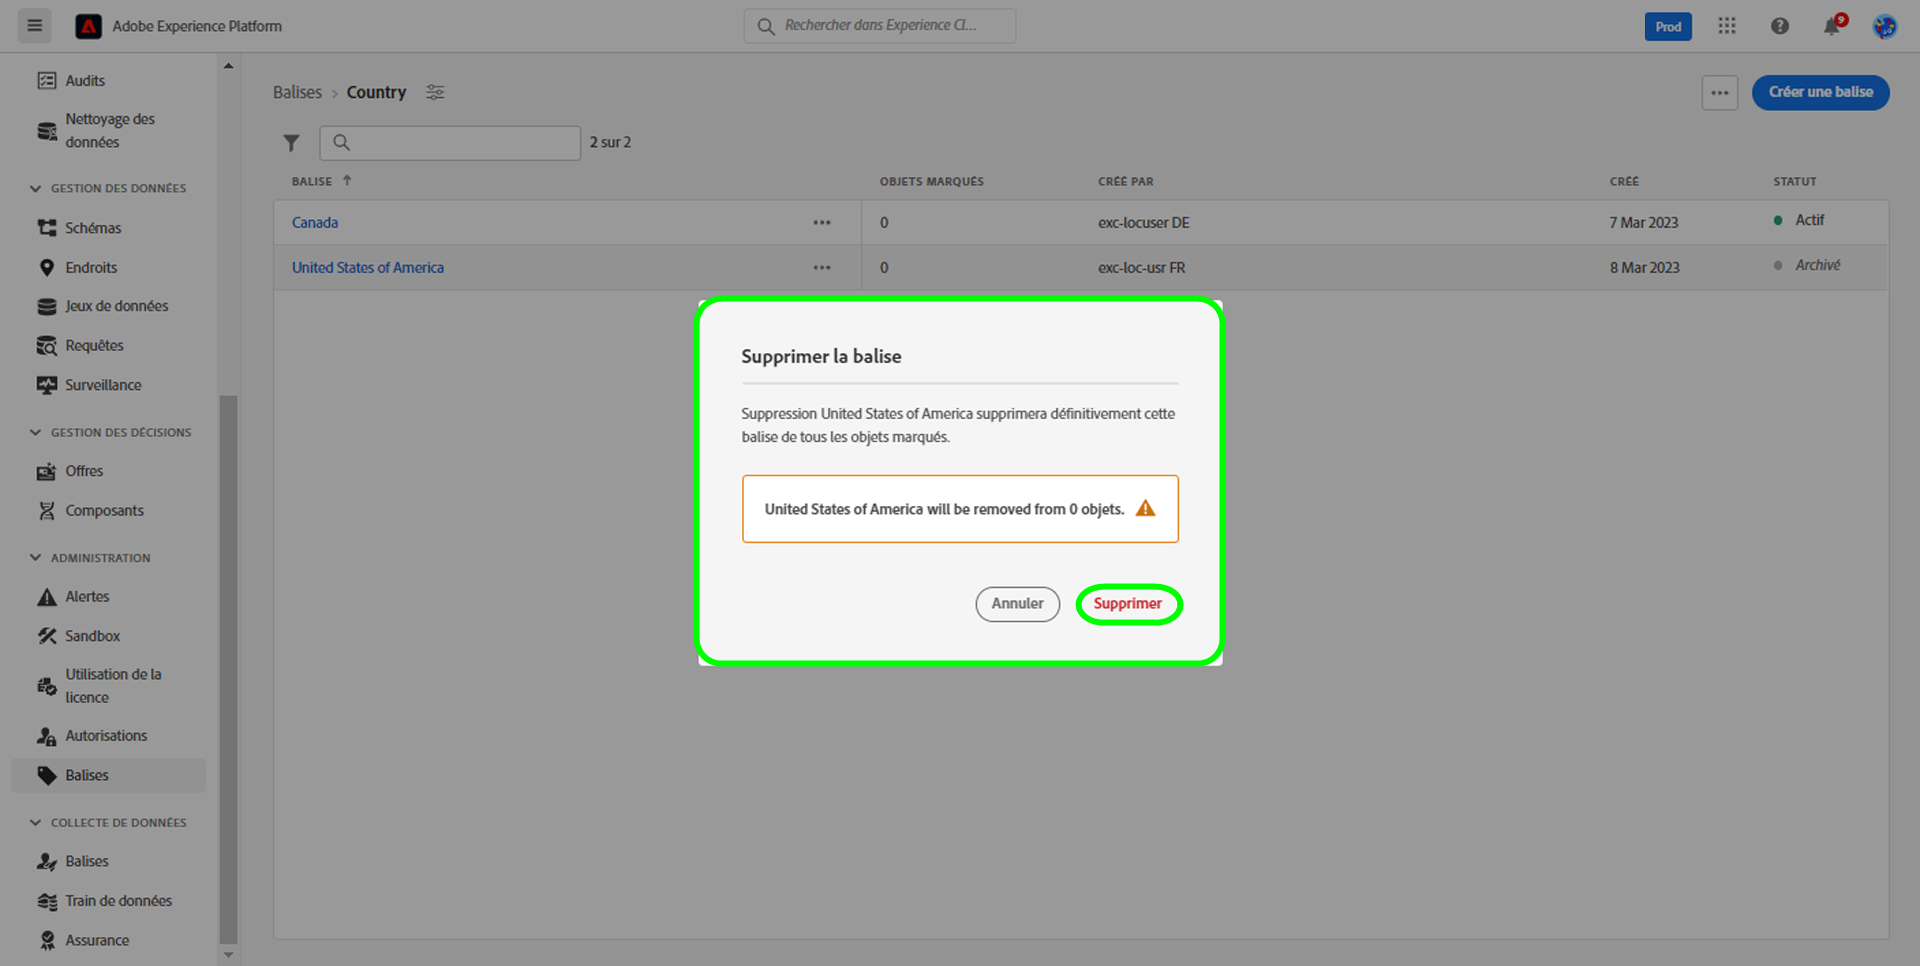 Adobe Experience Platform
Rechercher dans Experience Cl...
Prod
9
Audits
Nettoyage des
données
GESTION DES DONNÉES
Schémas
Endroits
Jeux de données
Requêtes
Surveillance
GESTION DES DÉCISIONS
Offres
Composants
ADMINISTRATION
Alertes
Sandbox
Utilisation de la
licence
Autorisations
Balises
COLLECTE DE DONNÉES
Balises
Train de données
Assurance
Balises > Country
Créer une balise
2 sur 2
BALISE OBJETS MARQUÉS CRÉÉ PAR CRÉÉ STATUT
Canada 0 exc-locuser DE 7 Mar 2023 Actif
United States of America 0 exc-loc-usr FR 8 Mar 2023 Archivé
Supprimer la balise
Suppression United States of America supprimera définitivement cette
balise de tous les objets marqués.
United States of America will be removed from 0 objets.
Annuler Supprimer